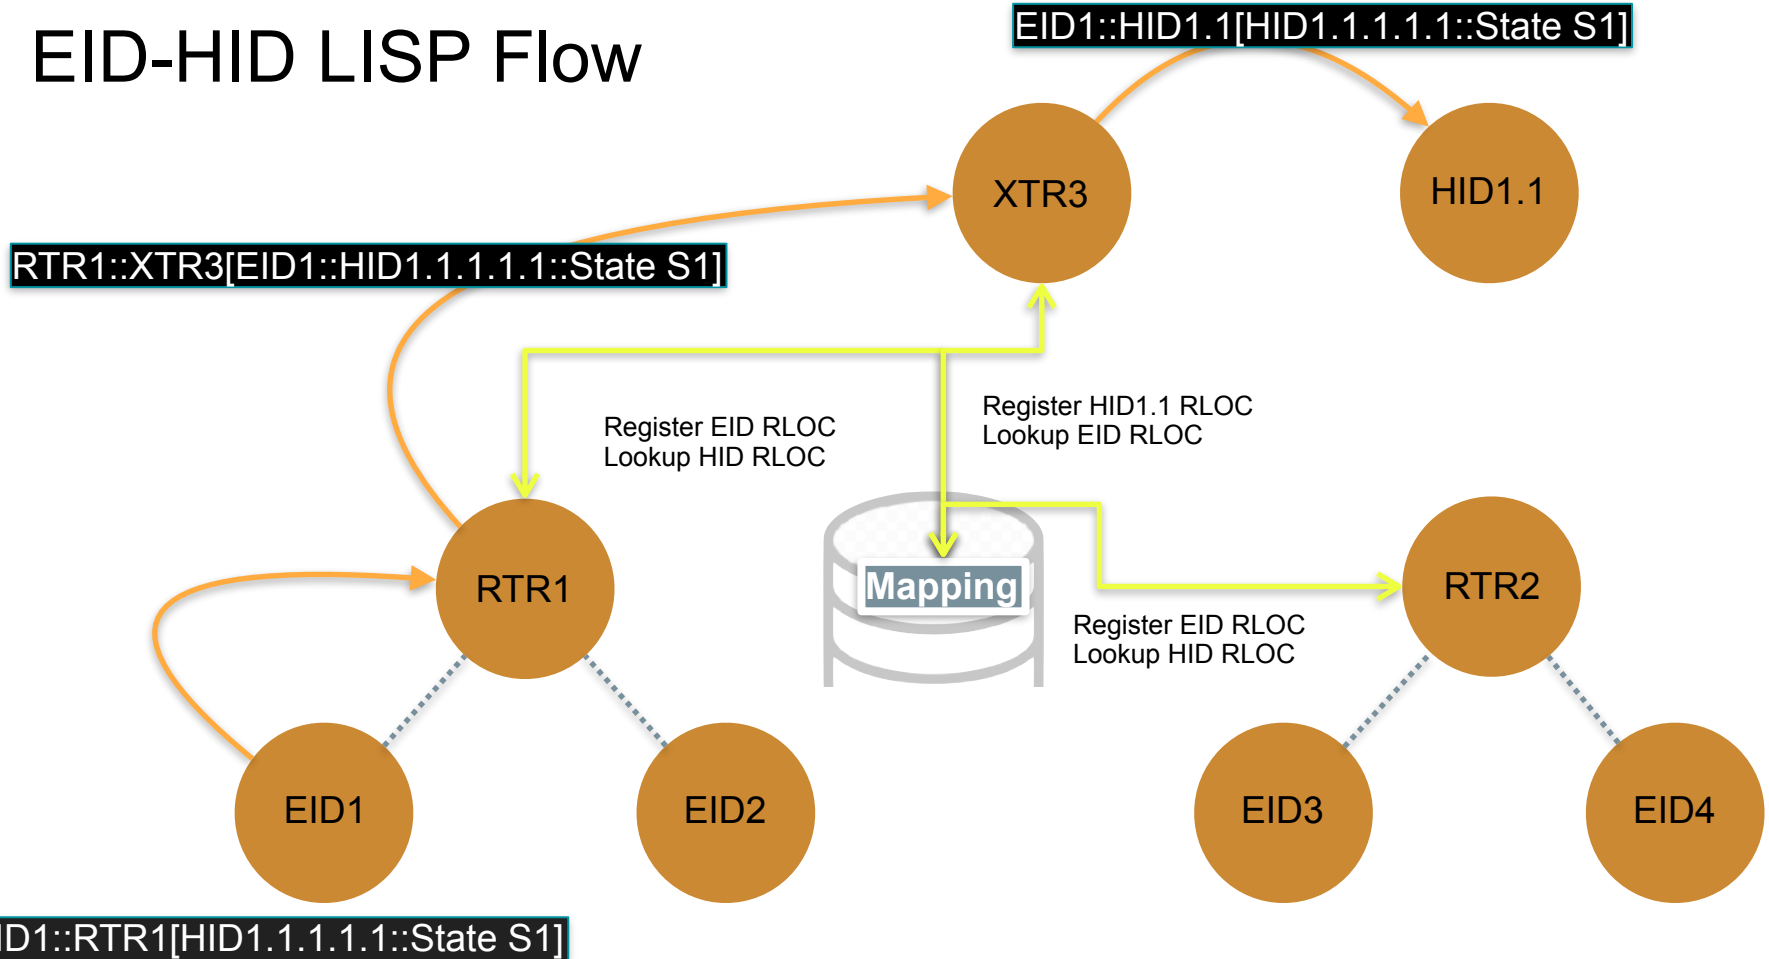 EID-HID LISP Flow
EID1::HID1.1[HID1.1.1.1.1::State S1]
XTR3
HID1.1
RTR1::XTR3[EID1::HID1.1.1.1.1::State S1]
Register EID RLOC
Lookup HID RLOC
Register HID1.1 RLOC
Lookup EID RLOC
RTR1
Mapping
RTR2
Register EID RLOC
Lookup HID RLOC
EID1
EID2
EID3
EID4
ID1::RTR1[HID1.1.1.1.1::State S1]